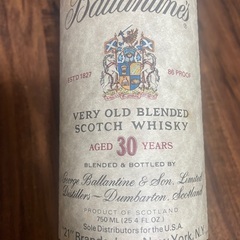 Ballantine's
ESTD 1827
86 PROOF
VERY OLD BLENDED
SCOTCH WHISKY
AGED 30 YEARS
BLENDED & BOTTLED BY
George Ballantine & Son, Limited
Distillers - Dumbarton, Scotland
PRODUCT OF SCOTLAND
750 ML (25.4 FL OZ)
Sole Distributors for the U.S.A.
"21" Brands, New York, N.Y.